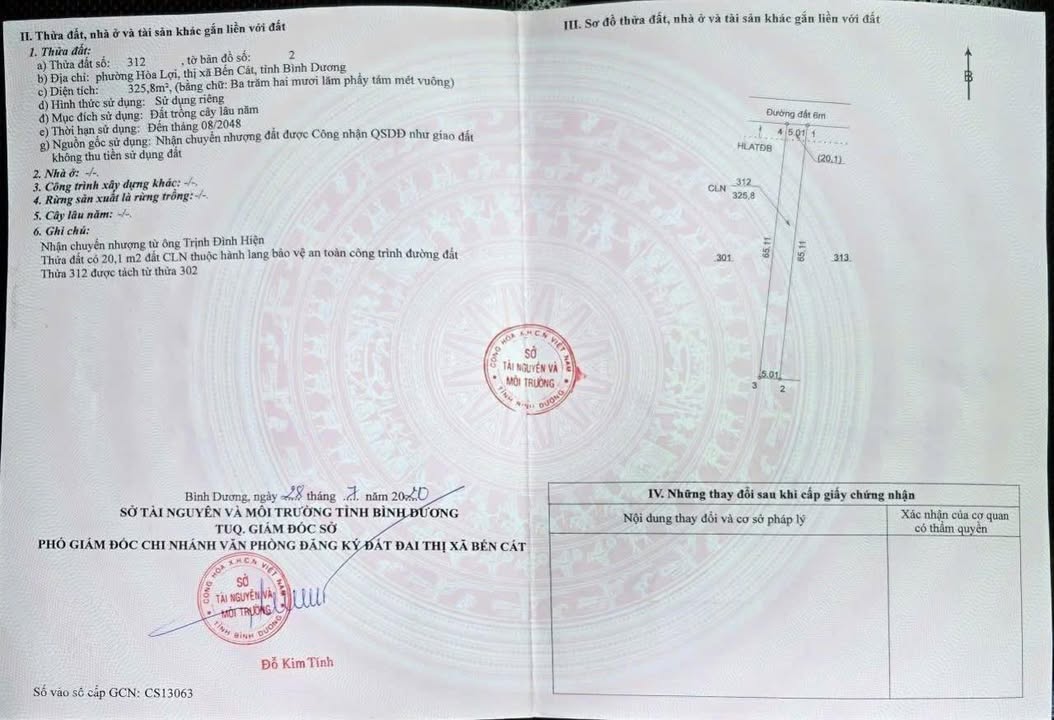 II. Thửa đất, nhà ở và tài sản khác gắn liền với đất
1. Thửa đất:
a) Thửa đất số: 312 , tờ bản đồ số: 2
b) Địa chỉ: phường Hòa Lợi, thị xã Bến Cát, tỉnh Bình Dương
c) Diện tích: 325,8m², (bằng chữ: Ba trăm hai mươi lăm phẩy tám mét vuông)
d) Hình thức sử dụng: Sử dụng riêng
đ) Mục đích sử dụng: Đất trồng cây lâu năm
e) Thời hạn sử dụng: Đến tháng 08/2048
g) Nguồn gốc sử dụng: Nhận chuyển nhượng đất được Công nhận QSDĐ như giao đất
không thu tiền sử dụng đất
2. Nhà ở: -/-.
3. Công trình xây dựng khác: -/-.
4. Rừng sản xuất là rừng trồng: -/-.
5. Cây lâu năm: -/-.
6. Ghi chú:
Nhận chuyển nhượng từ ông Trịnh Đình Hiện
Thửa đất có 20,1 m2 đất CLN thuộc hành lang bảo vệ an toàn công trình đường đất
Thửa 312 được tách từ thửa 302
Bình Dương, ngày 28 tháng 7 năm 2020
SỞ TÀI NGUYÊN VÀ MÔI TRƯỜNG TỈNH BÌNH DƯƠNG
TUQ. GIÁM ĐỐC SỞ
PHÓ GIÁM ĐỐC CHI NHÁNH VĂN PHÒNG ĐĂNG KÝ ĐẤT ĐAI THỊ XÃ BẾN CÁT
CỘNG HÒA X.H.C.N VIỆT NAM
SỞ
TÀI NGUYÊN VÀ
MÔI TRƯỜNG
TỈNH BÌNH DƯƠNG
Đỗ Kim Tính
Số vào sổ cấp GCN: CS13063
CỘNG HÒA X.H.C.N VIỆT NAM
SỞ
TÀI NGUYÊN VÀ
MÔI TRƯỜNG
TỈNH BÌNH DƯƠNG
III. Sơ đồ thửa đất, nhà ở và tài sản khác gắn liền với đất
B
Đường đất 6m
4 5.01 1
HLATĐB
(20,1)
CLN 312
325,8
301
65,11
65,11
313
5.01
3 2
IV. Những thay đổi sau khi cấp giấy chứng nhận
Nội dung thay đổi và cơ sở pháp lý
Xác nhận của cơ quan
có thẩm quyền